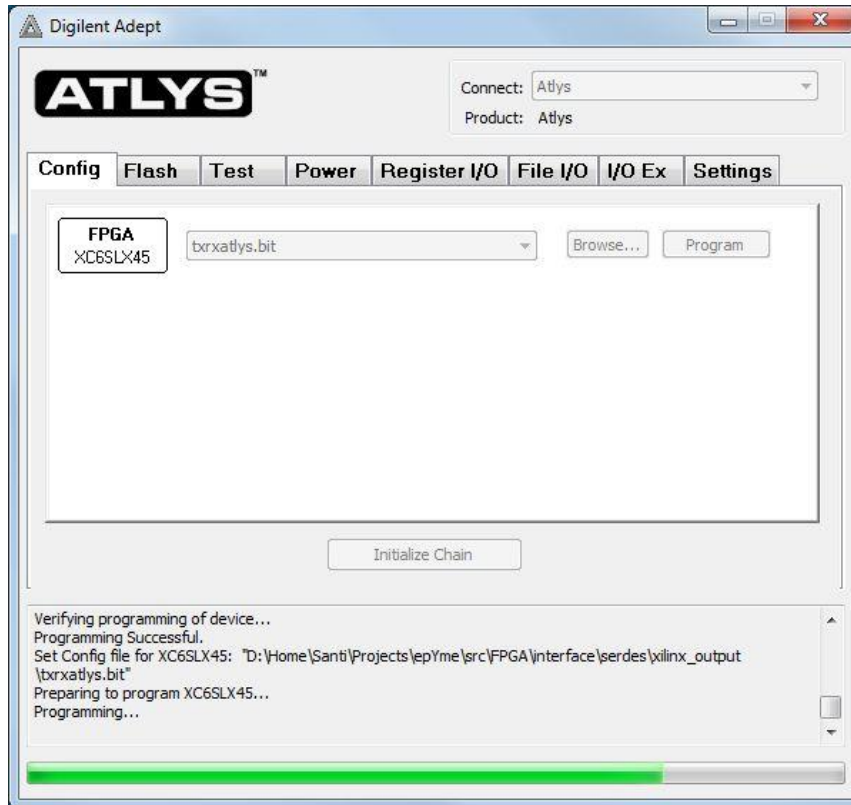 Digilent Adept
ATLYS™
Connect: Atlys
Product: Atlys
Config Flash Test Power Register I/O File I/O I/O Ex Settings
FPGA
XC6SLX45
txrxatlys.bit Browse... Program
Initialize Chain
Verifying programming of device...
Programming Successful.
Set Config file for XC6SLX45: "D:\Home\Santi\Projects\epYme\src\FPGA\interface\serdes\xilinx_output
\txrxatlys.bit"
Preparing to program XC6SLX45...
Programming...